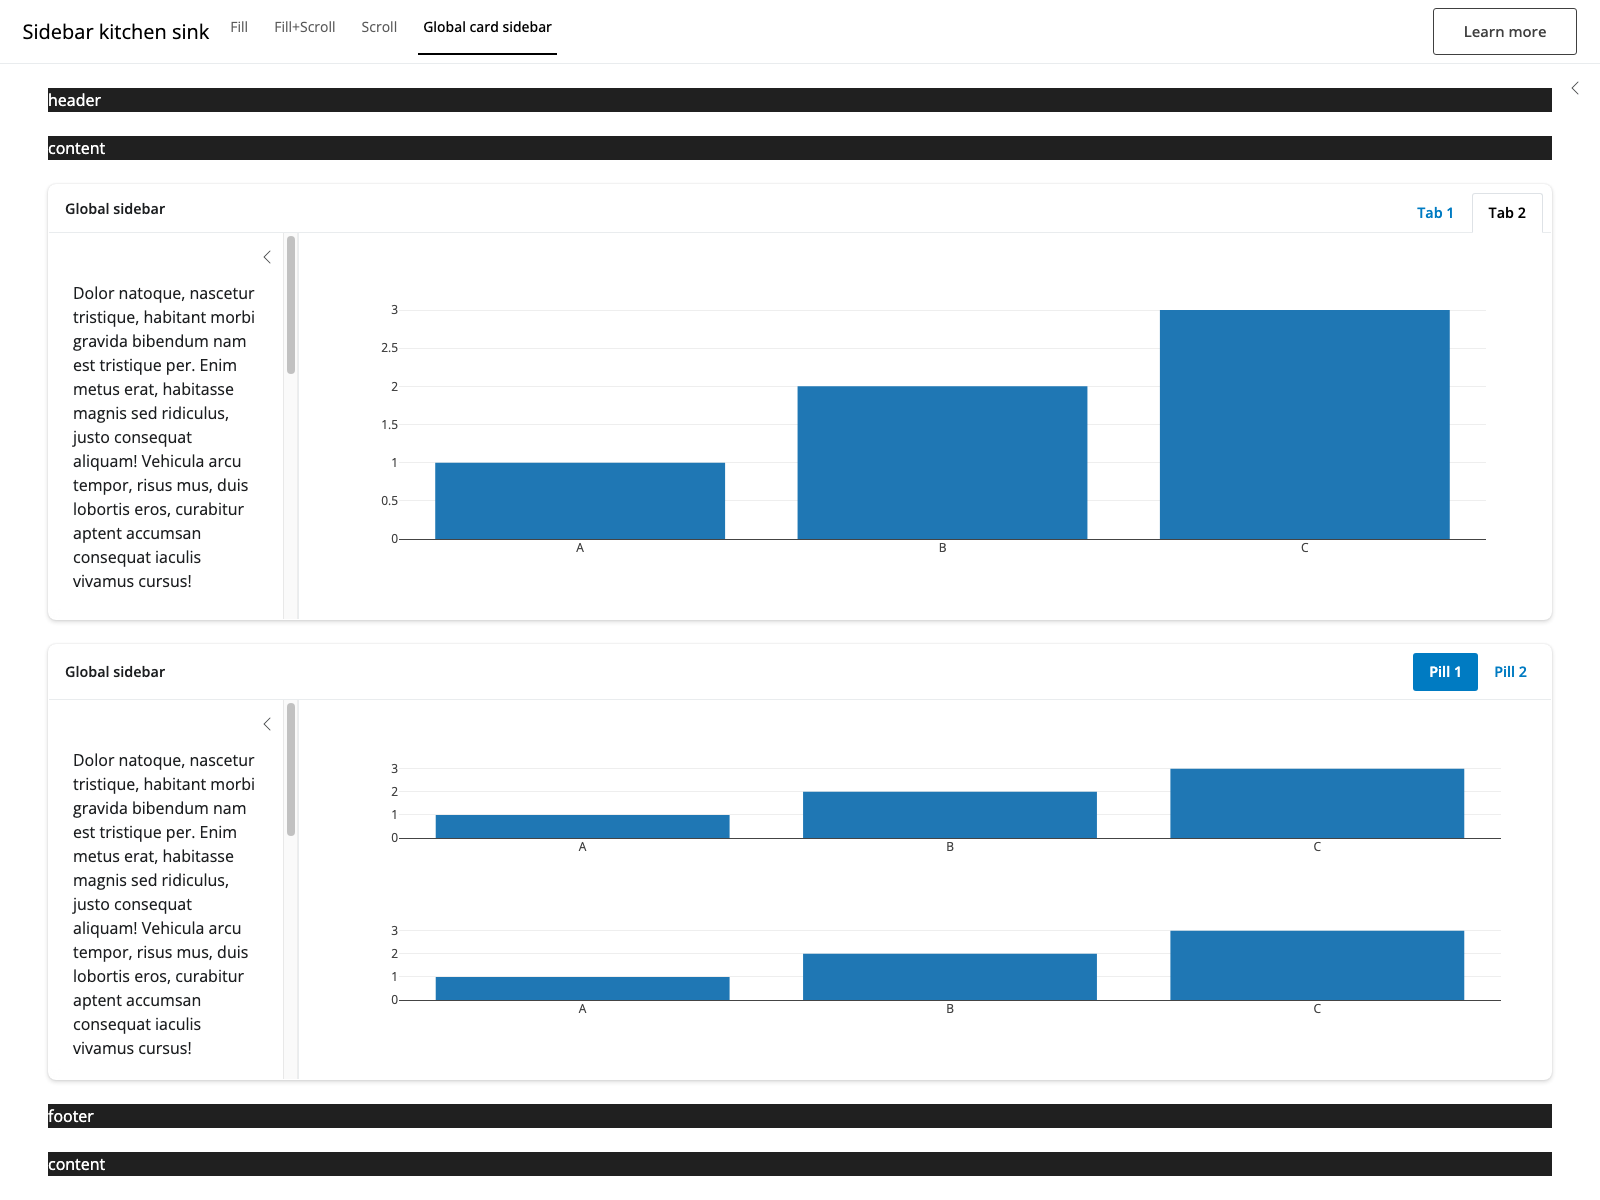 Sidebar kitchen sink
Fill
Fill+Scroll
Scroll
Global card sidebar
Learn more
header
content
Global sidebar
Tab 1
Tab 2
Dolor natoque, nascetur
tristique, habitant morbi
gravida bibendum nam
est tristique per. Enim
metus erat, habitasse
magnis sed ridiculus,
justo consequat
aliquam! Vehicula arcu
tempor, risus mus, duis
lobortis eros, curabitur
aptent accumsan
consequat iaculis
vivamus cursus!
3
2.5
2
1.5
1
0.5
0
A
B
C
Global sidebar
Pill 1
Pill 2
Dolor natoque, nascetur
tristique, habitant morbi
gravida bibendum nam
est tristique per. Enim
metus erat, habitasse
magnis sed ridiculus,
justo consequat
aliquam! Vehicula arcu
tempor, risus mus, duis
lobortis eros, curabitur
aptent accumsan
consequat iaculis
vivamus cursus!
3
2
1
0
A
B
C
3
2
1
0
A
B
C
footer
content